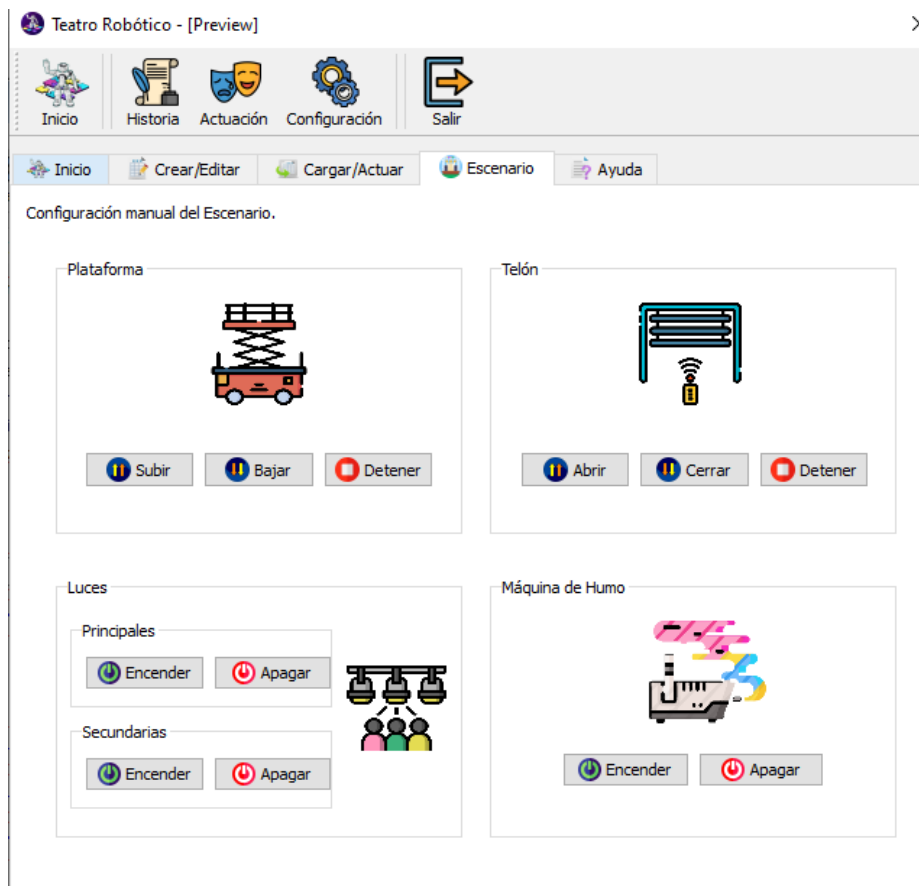 Teatro Robótico - [Preview]
Inicio Historia Actuación Configuración Salir
Inicio Crear/Editar Cargar/Actuar Escenario Ayuda
Configuración manual del Escenario.
Plataforma
Subir Bajar Detener
Telón
Abrir Cerrar Detener
Luces
Principales
Encender Apagar
Secundarias
Encender Apagar
Máquina de Humo
Encender Apagar